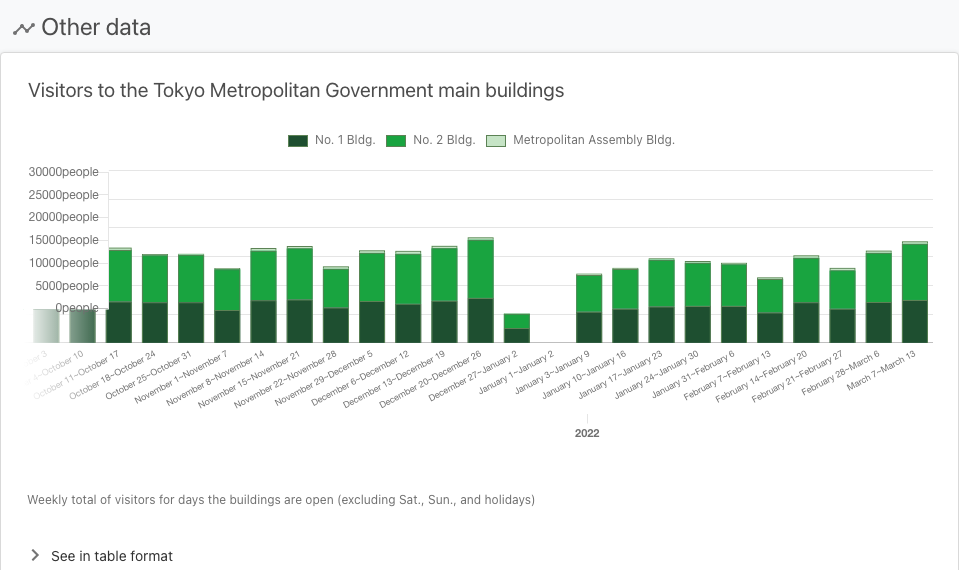 Other data
Visitors to the Tokyo Metropolitan Government main buildings
No. 1 Bldg. No. 2 Bldg. Metropolitan Assembly Bldg.
30000people
25000people
20000people
15000people
10000people
5000people
0people
October 10
October 11~October 17
October 18~October 24
October 25~October 31
November 1~November 7
November 8~November 14
November 15~November 21
November 22~November 28
November 29~December 5
December 6~December 12
December 13~December 19
December 20~December 26
December 27~January 2
January 1~January 2
January 3~January 9
January 10~January 16
January 17~January 23
January 24~January 30
January 31~February 6
February 7~February 13
February 14~February 20
February 21~February 27
February 28~March 6
March 7~March 13
2022
Weekly total of visitors for days the buildings are open (excluding Sat., Sun., and holidays)
See in table format